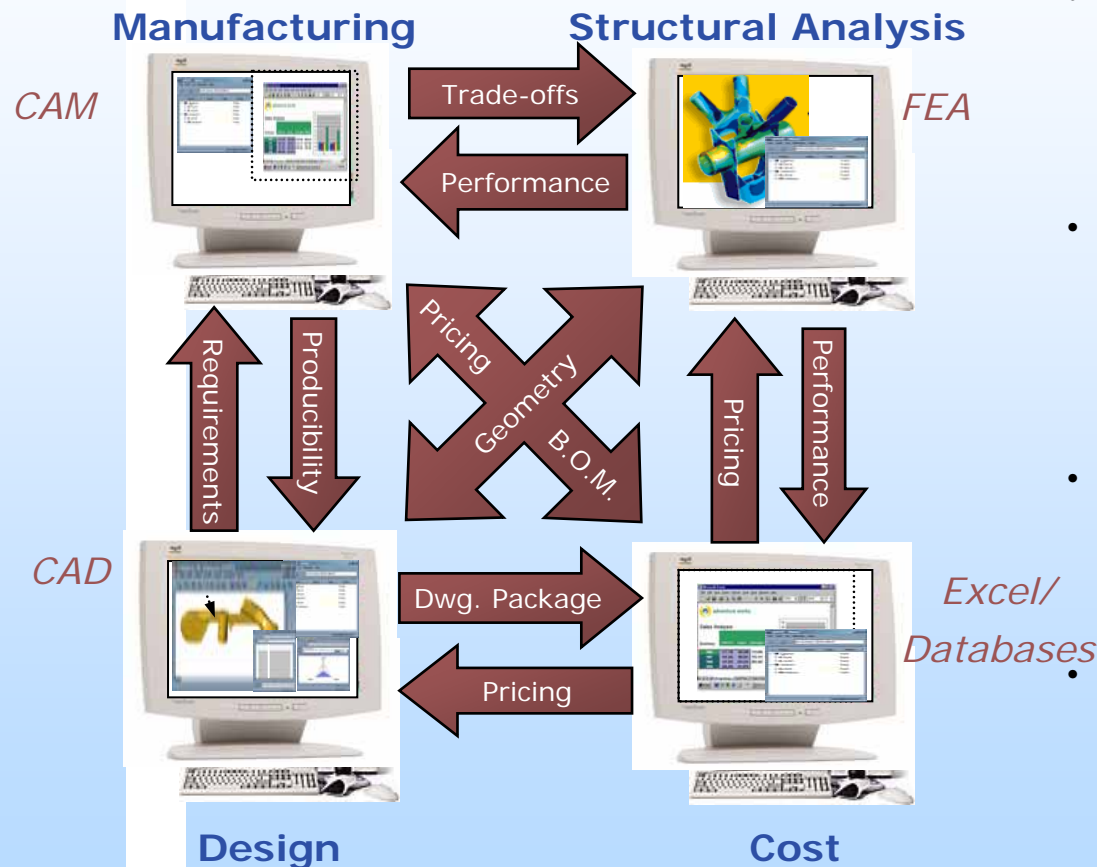 Manufacturing
Structural Analysis
CAM
Trade-offs
FEA
Performance
Requirements
Producibility
Pricing
Geometry
B.O.M.
Pricing
Performance
CAD
Dwg. Package
Excel/
Databases
Pricing
Design
Cost